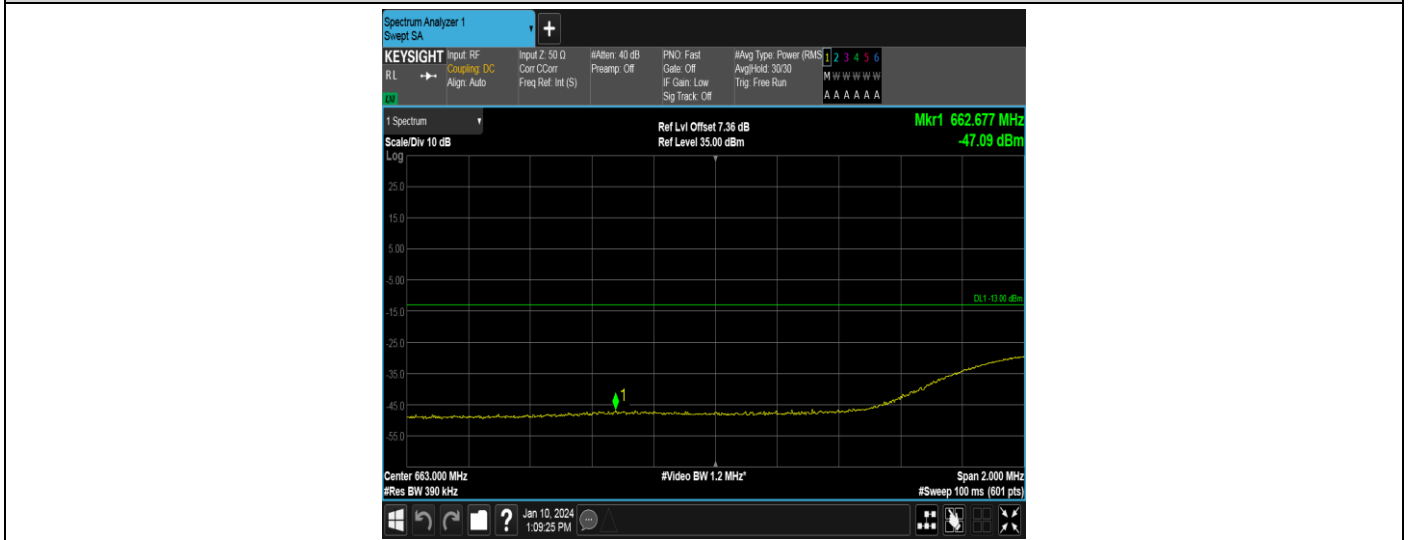 Spectrum Analyzer 1
Swept SA
+
KEYSIGHT
RL
Input: RF
Coupling: DC
Align: Auto
Input Z: 50 Ω
Corr CCorr
Freq Ref: Int (S)
#Atten: 40 dB
Preamp: Off
PNO: Fast
Gate: Off
IF Gain: Low
Sig Track: Off
#Avg Type: Power (RMS
Avg|Hold: 30/30
Trig: Free Run
1 2 3 4 5 6
M W W W W W
A A A A A A
1 Spectrum
Scale/Div 10 dB
Log
Ref Lvl Offset 7.36 dB
Ref Level 35.00 dBm
Mkr1 662.677 MHz
-47.09 dBm
25.0
15.0
5.00
-5.00
DL1 -13.00 dBm
-15.0
-25.0
-35.0
1
-45.0
-55.0
Center 663.000 MHz
#Res BW 390 kHz
#Video BW 1.2 MHz*
Span 2.000 MHz
#Sweep 100 ms (601 pts)
?
Jan 10, 2024
1:09:25 PM